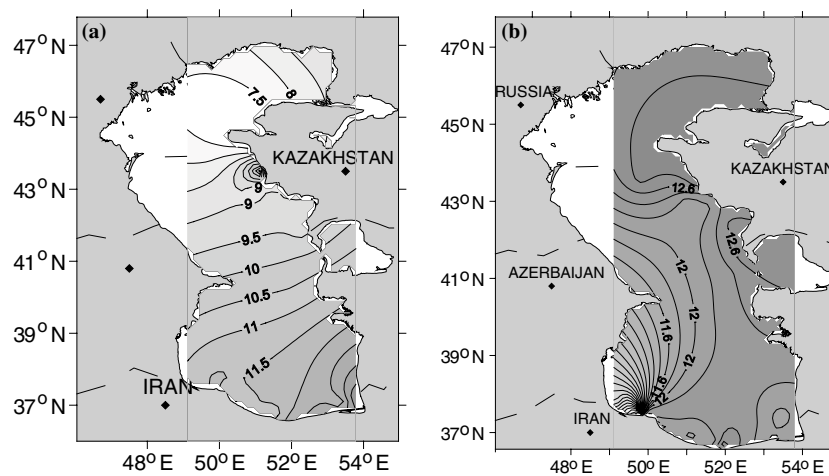 (a)
47° N
45° N
43° N
41° N
39° N
37° N
7.5
8
KAZAKHSTAN
9
9
9.5
10
10.5
11
11.5
IRAN
48° E
50° E
52° E
54° E
(b)
47° N
45° N
43° N
41° N
39° N
37° N
RUSSIA
KAZAKHSTAN
12.6
12.6
AZERBAIJAN
12
11.6
12
12
11.6
12
IRAN
48° E
50° E
52° E
54° E